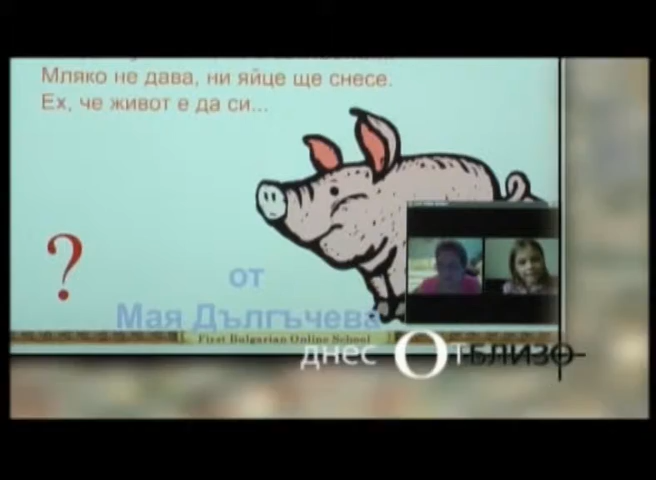 Мляко не дава, ни яйце ще снесе.
Ех, че живот е да си...
?
от
Мая Дългъчева
First Bulgarian Online School
днес Отблизо